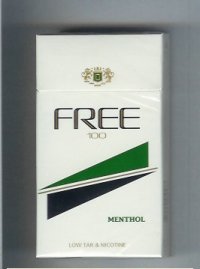 FREE
100
MENTHOL
LOW TAR & NICOTINE